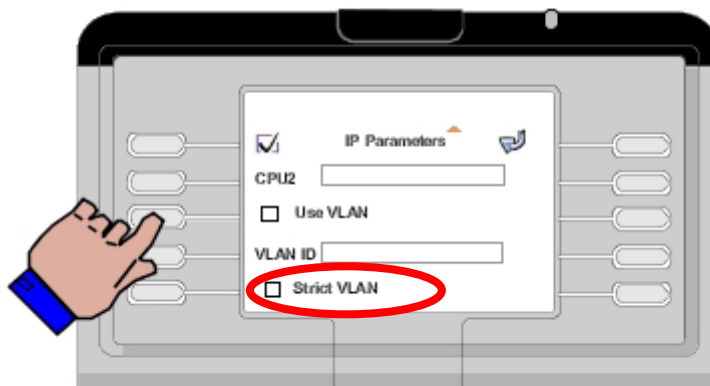 IP Parameters
CPU2
Use VLAN
VLAN ID
Strict VLAN